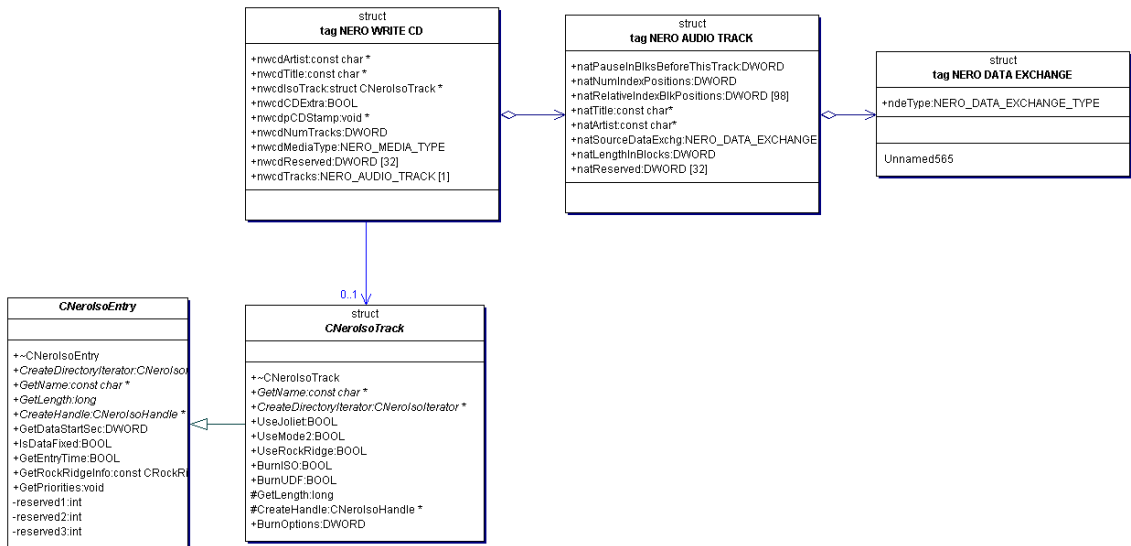 struct
tag NERO WRITE CD
+nwcdArtist:const char *
+nwcdTitle:const char *
+nwcdIsoTrack:struct CNeroIsoTrack *
+nwcdCDExtra:BOOL
+nwcdpCDStamp:void *
+nwcdNumTracks:DWORD
+nwcdMediaType:NERO_MEDIA_TYPE
+nwcdReserved:DWORD [32]
+nwcdTracks:NERO_AUDIO_TRACK [1]
struct
tag NERO AUDIO TRACK
+natPauseInBlksBeforeThisTrack:DWORD
+natNumIndexPositions:DWORD
+natRelativeIndexBlkPositions:DWORD [98]
+natTitle:const char*
+natArtist:const char*
+natSourceDataExchg:NERO_DATA_EXCHANGE
+natLengthInBlocks:DWORD
+natReserved:DWORD [32]
struct
tag NERO DATA EXCHANGE
+ndeType:NERO_DATA_EXCHANGE_TYPE
Unnamed565
0..1
CNeroIsoEntry
+~CNeroIsoEntry
+CreateDirectoryIterator:CNeroIso
+GetName:const char *
+GetLength:long
+CreateHandle:CNeroIsoHandle *
+GetDataStartSec:DWORD
+IsDataFixed:BOOL
+GetEntryTime:BOOL
+GetRockRidgeInfo:const CRockRi
+GetPriorities:void
-reserved1:int
-reserved2:int
-reserved3:int
struct
CNeroIsoTrack
+~CNeroIsoTrack
+GetName:const char *
+CreateDirectoryIterator:CNeroIsoIterator *
+UseJoliet:BOOL
+UseMode2:BOOL
+UseRockRidge:BOOL
+BurnISO:BOOL
+BurnUDF:BOOL
#GetLength:long
#CreateHandle:CNeroIsoHandle *
+BurnOptions:DWORD